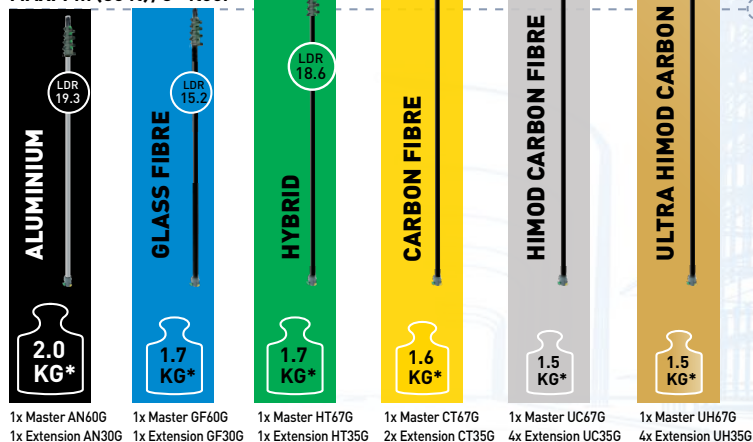 LDR
19.3
LDR
15.2
LDR
18.6
ALUMINIUM
GLASS FIBRE
HYBRID
CARBON FIBRE
HIMOD CARBON FIBRE
ULTRA HIMOD CARBON
2.0
KG*
1.7
KG*
1.7
KG*
1.6
KG*
1.5
KG*
1.5
KG*
1x Master AN60G
1x Extension AN30G
1x Master GF60G
1x Extension GF30G
1x Master HT67G
1x Extension HT35G
1x Master CT67G
2x Extension CT35G
1x Master UC67G
4x Extension UC35G
1x Master UH67G
4x Extension UH35G